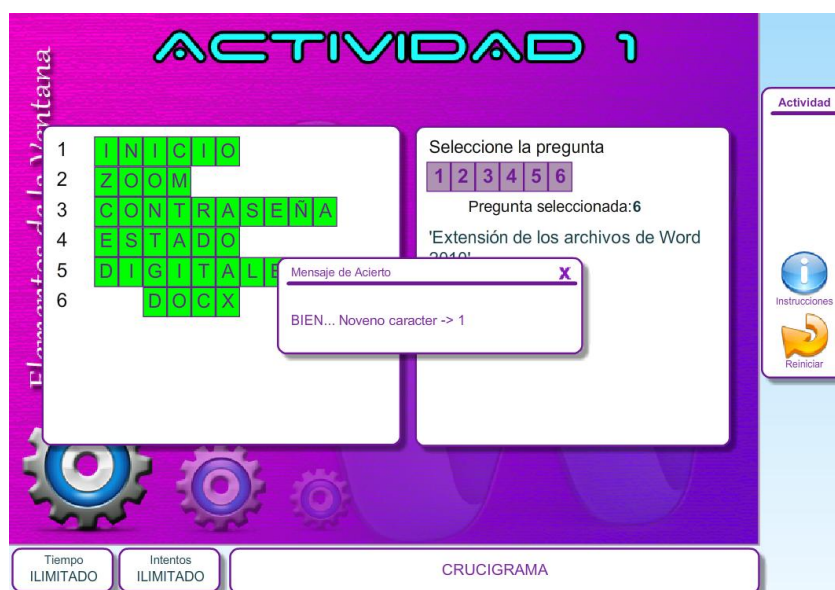 ACTIVIDAD 1
Elementos de la Ventana
1 INICIO
2 ZOOM
3 CONTRASEÑA
4 ESTADO
5 DIGITALE
6 DOCX
Seleccione la pregunta
1 2 3 4 5 6
Pregunta seleccionada:6
'Extensión de los archivos de Word
2010'
Mensaje de Acierto X
BIEN... Noveno caracter -> 1
Actividad
Instrucciones
Reiniciar
Tiempo
ILIMITADO
Intentos
ILIMITADO
CRUCIGRAMA